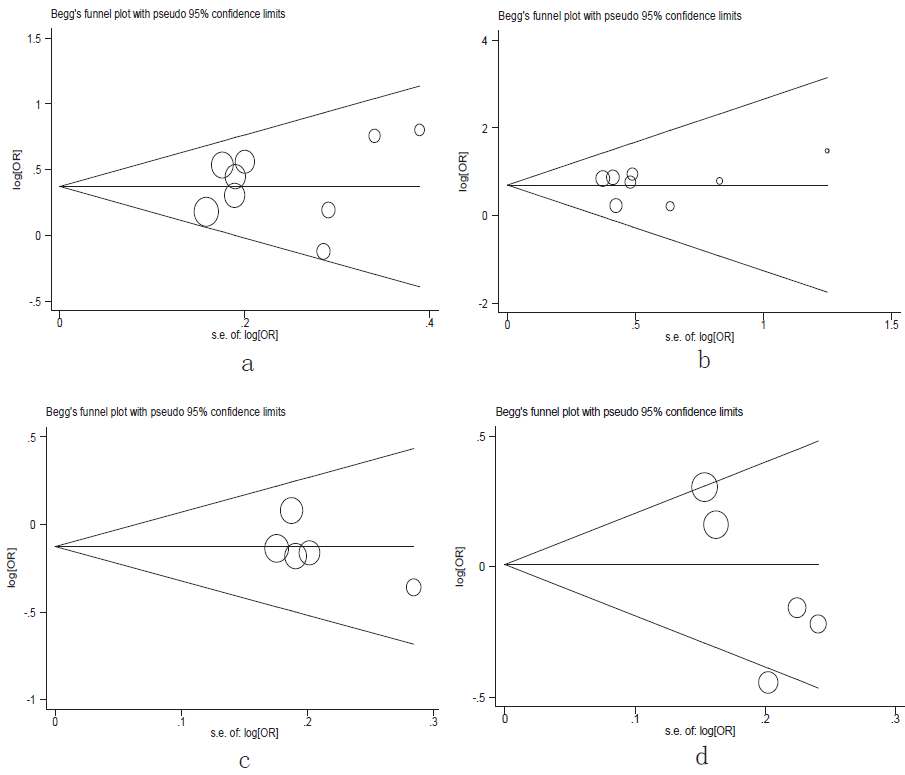 Begg's funnel plot with pseudo 95% confidence limits
log[OR]
1.5
1
.5
0
-.5
0
.2
.4
s.e. of: log[OR]
a
Begg's funnel plot with pseudo 95% confidence limits
log[OR]
4
2
0
-2
0
.5
1
1.5
s.e. of: log[OR]
b
Begg's funnel plot with pseudo 95% confidence limits
log[OR]
.5
0
-.5
-1
0
.1
.2
.3
s.e. of: log[OR]
c
Begg's funnel plot with pseudo 95% confidence limits
log[OR]
.5
0
-.5
0
.1
.2
.3
s.e. of: log[OR]
d